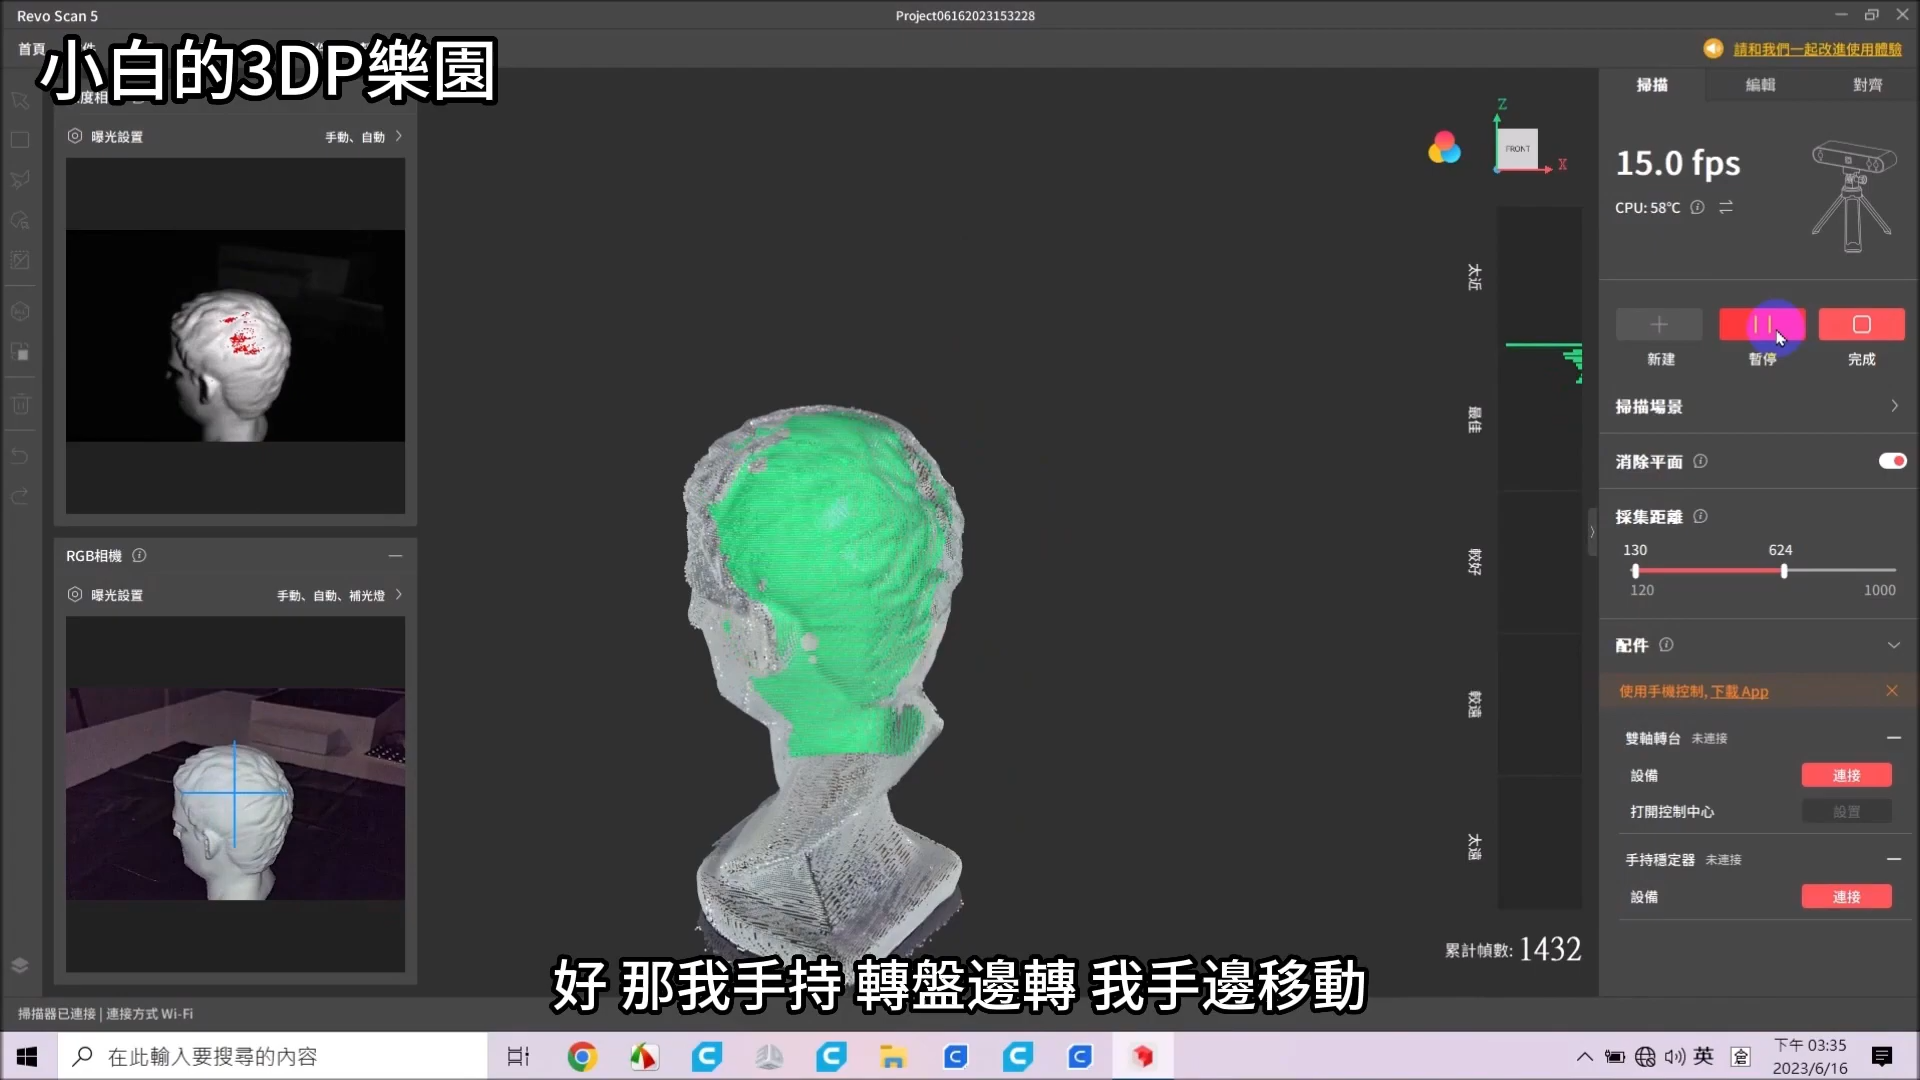 Revo Scan 5
Project06162023153228
首頁
小白的3DP樂園
請和我們一起改進使用體驗
掃描
編輯
對齊
度相
曝光設置
手動、自動
Z
FRONT
X
15.0 fps
CPU: 58℃
新建
暫停
完成
太近
最佳
較好
較遠
太遠
掃描場景
消除平面
採集距離
130
624
120
1000
RGB相機
曝光設置
手動、自動、補光燈
配件
使用手機控制, 下載 App
雙軸轉台 未連接
設備
連接
打開控制中心
設置
手持穩定器 未連接
設備
連接
累計幀數: 1432
好 那我手持 轉盤邊轉 我手邊移動
掃描器已連接 | 連接方式 Wi-Fi
在此輸入要搜尋的內容
英
倉
下午 03:35
2023/6/16